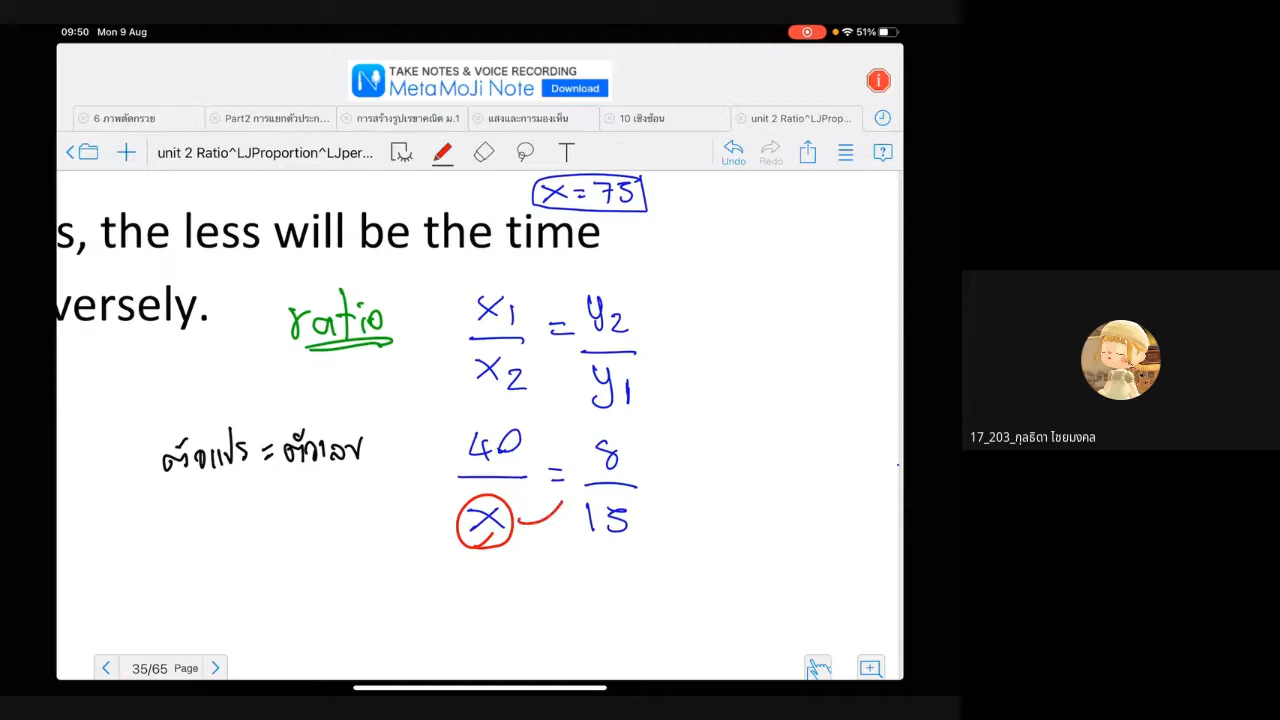 09:50 Mon 9 Aug
51%
TAKE NOTES & VOICE RECORDING
MetaMoJi Note Download
6 ภาพตัดกรวย
Part2 การแยกตัวประก...
การสร้างรูปเรขาคณิต ม.1
แสงและการมองเห็น
10 เชิงซ้อน
unit 2 Ratio^LJProp...
unit 2 Ratio^LJProportion^LJper...
T
Undo
Redo
x = 75
s, the less will be the time
versely.
ratio
x1/x2 = y2/y1
ตัวแปร = ตัวเลข
40/x = 8/15
17_203_กุลธิดา ไชยมงคล
35/65 Page